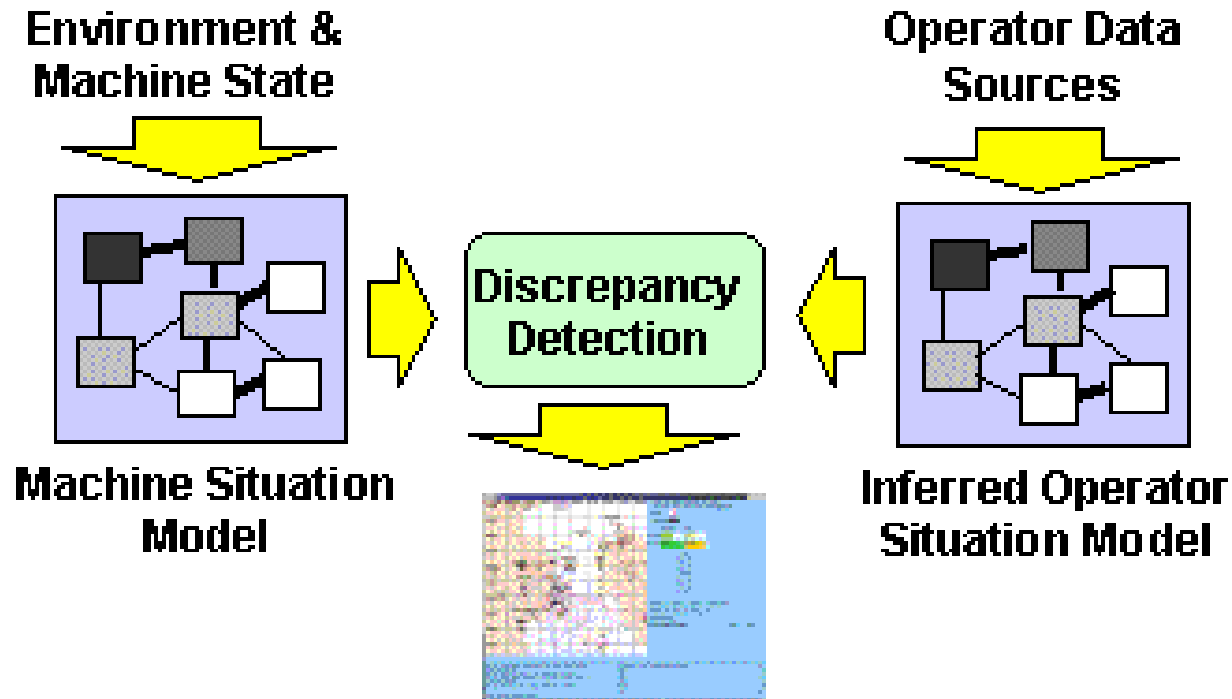 Environment &
Machine State
Operator Data
Sources
Discrepancy
Detection
Machine Situation
Model
Inferred Operator
Situation Model